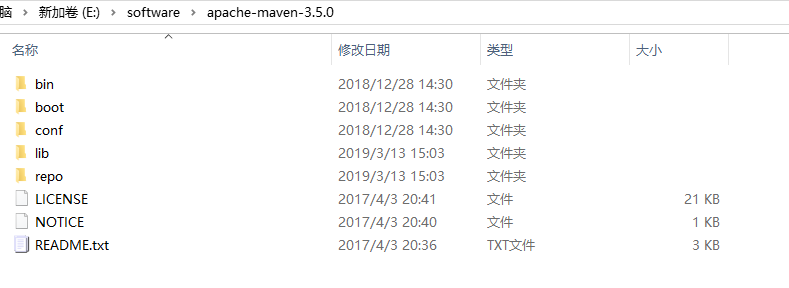 脑 > 新加卷 (E:) > software > apache-maven-3.5.0
名称 修改日期 类型 大小
bin 2018/12/28 14:30 文件夹
boot 2018/12/28 14:30 文件夹
conf 2018/12/28 14:30 文件夹
lib 2019/3/13 15:03 文件夹
repo 2019/3/13 15:03 文件夹
LICENSE 2017/4/3 20:41 文件 21 KB
NOTICE 2017/4/3 20:40 文件 1 KB
README.txt 2017/4/3 20:36 TXT文件 3 KB